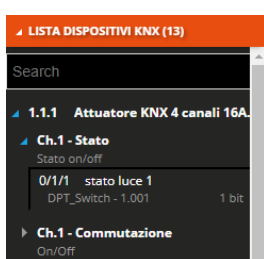 LISTA DISPOSITIVI KNX (13)
Search
1.1.1 Attuatore KNX 4 canali 16A.
Ch.1 - Stato
Stato on/off
0/1/1 stato luce 1
DPT_Switch - 1.001 1 bit
Ch.1 - Commutazione
On/Off